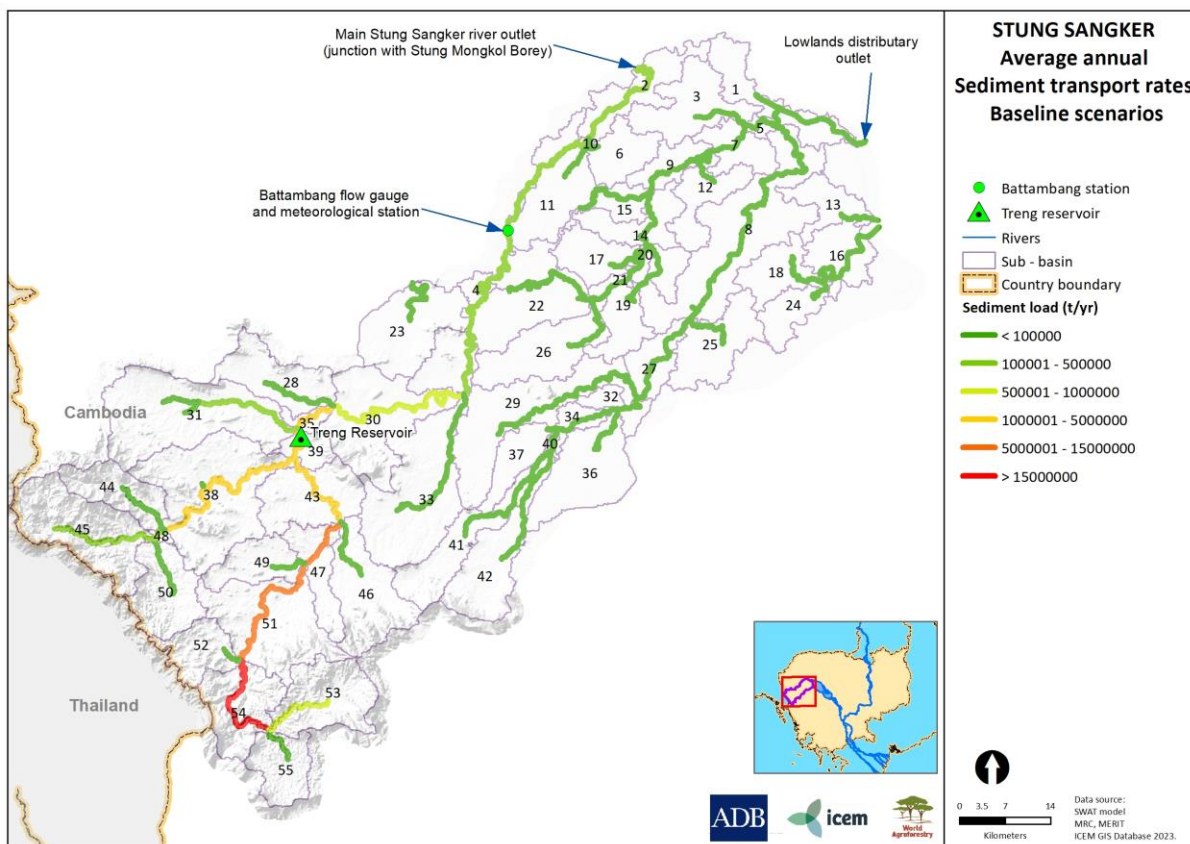 STUNG SANGKER
Average annual
Sediment transport rates
Baseline scenarios
Main Stung Sangker river outlet
(junction with Stung Mongkol Borey)
Lowlands distributary
outlet
Battambang flow gauge
and meteorological station
Cambodia
Thailand
Treng Reservoir
2
3
1
5
10
6
7
9
12
11
15
13
8
14
16
17
20
18
21
4
22
19
24
23
26
25
27
28
29
32
31
30
34
35
39
40
37
36
44
38
43
33
45
48
41
49
47
42
50
46
51
52
53
54
55
Battambang station
Treng reservoir
Rivers
Sub - basin
Country boundary
Sediment load (t/yr)
< 100000
100001 - 500000
500001 - 1000000
1000001 - 5000000
5000001 - 15000000
> 15000000
ADB
icem
World
Agroforestry
0 3.5 7 14
Kilometers
Data source:
SWAT model
MRC, MERIT
ICEM GIS Database 2023.